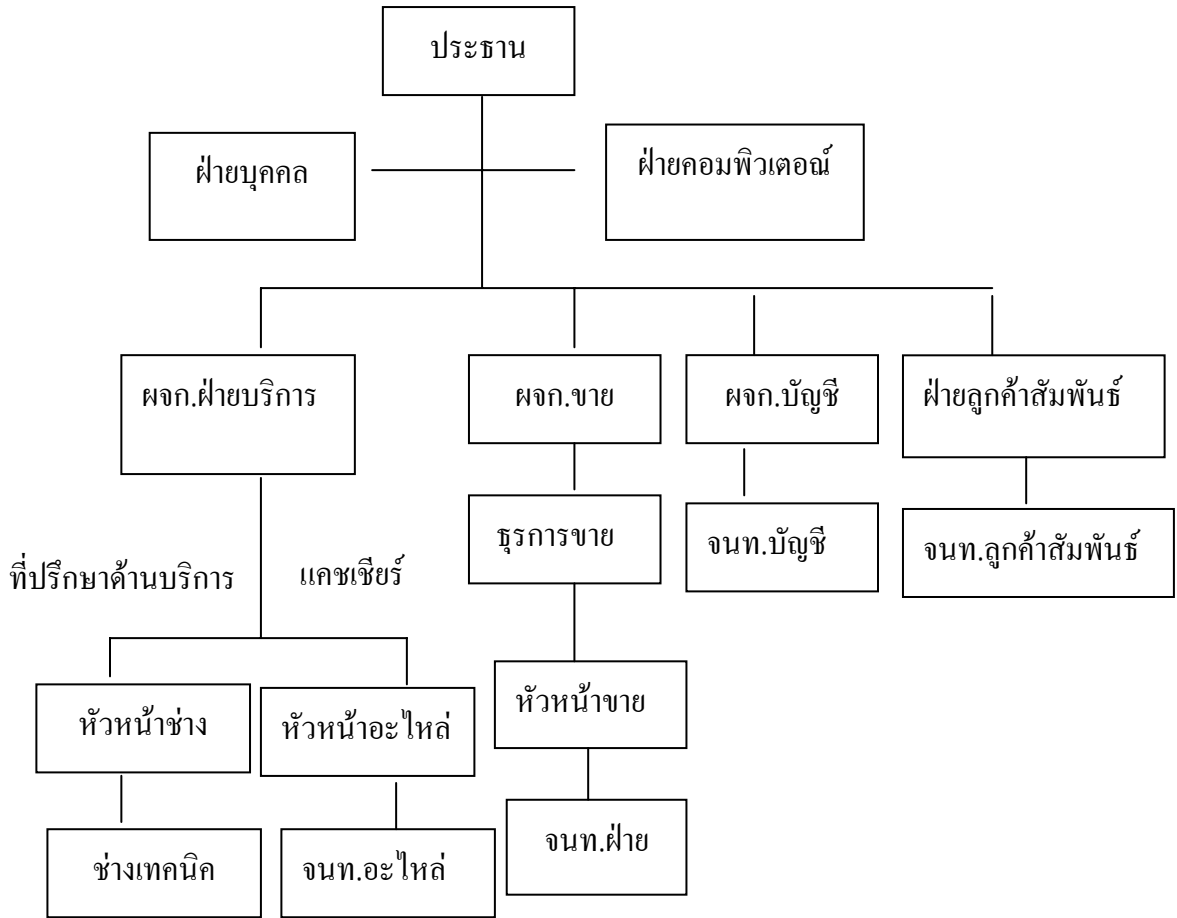 ประธาน
ฝ่ายบุคคล
ฝ่ายคอมพิวเตอณ์
ผจก.ฝ่ายบริการ
ผจก.ขาย
ผจก.บัญชี
ฝ่ายลูกค้าสัมพันธ์
ธุรการขาย
จนท.บัญชี
จนท.ลูกค้าสัมพันธ์
ที่ปรึกษาด้านบริการ
แคชเชียร์
หัวหน้าช่าง
หัวหน้าอะไหล่
หัวหน้าขาย
ช่างเทคนิค
จนท.อะไหล่
จนท.ฝ่าย